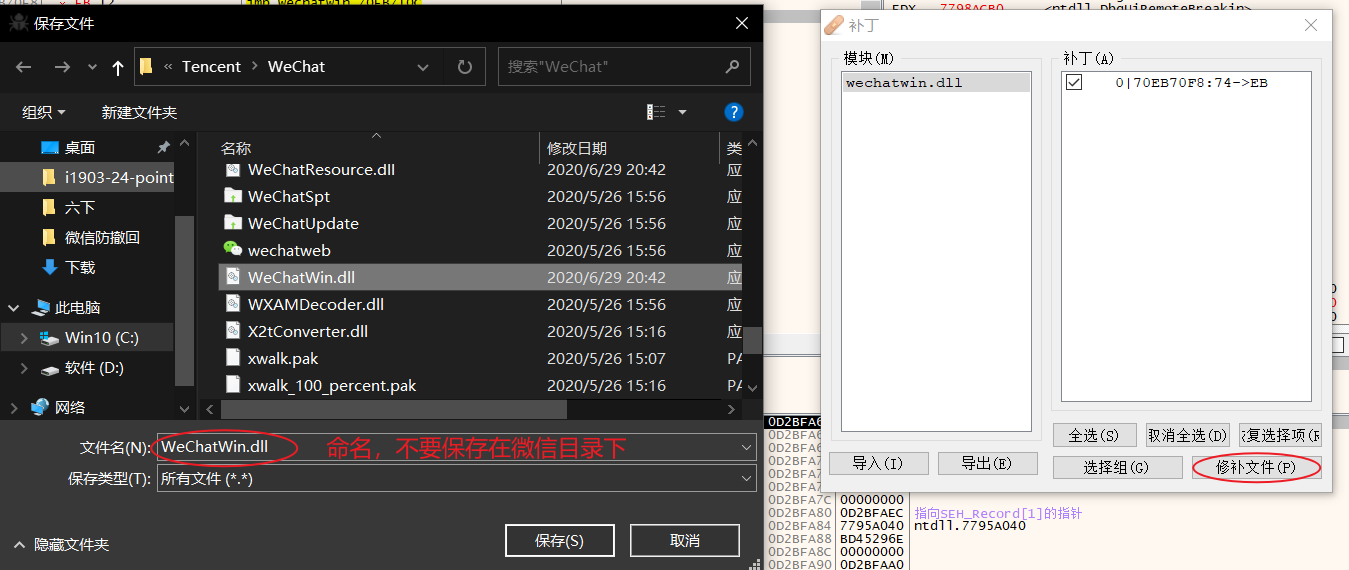 保存文件
« Tencent > WeChat
搜索"WeChat"
组织
新建文件夹
?
桌面
i1903-24-point
六下
微信防撤回
下载
此电脑
Win10 (C:)
软件 (D:)
网络
名称 修改日期 类
WeChatResource.dll 2020/6/29 20:42 应
WeChatSpt 2020/5/26 15:56 应
WeChatUpdate 2020/5/26 15:56 应
wechatweb 2020/5/26 15:56 应
WeChatWin.dll 2020/6/29 20:42 应
WXAMDecoder.dll 2020/5/26 15:56 应
X2tConverter.dll 2020/5/26 15:16 应
xwalk.pak 2020/5/26 15:07 PA
xwalk_100_percent.pak 2020/5/26 15:16 PA
文件名(N): WeChatWin.dll
命名，不要保存在微信目录下
保存类型(T): 所有文件 (*.*)
隐藏文件夹
保存(S)
取消
EDX 7798ACB0 <ntdll.DbgUiRemoteBreakin>
补丁
模块(M)
wechatwin.dll
补丁(A)
0|70EB70F8:74->EB
全选(S)
取消全选(D)
复选择项(R
导入(I)
导出(E)
选择组(G)
修补文件(P)
0D2BFA7C 00000000
0D2BFA80 0D2BFAEC 指向SEH_Record[1]的指针
0D2BFA84 7795A040 ntdll.7795A040
0D2BFA88 BD45296E
0D2BFA8C 00000000
0D2BFA90 0D2BFAA0